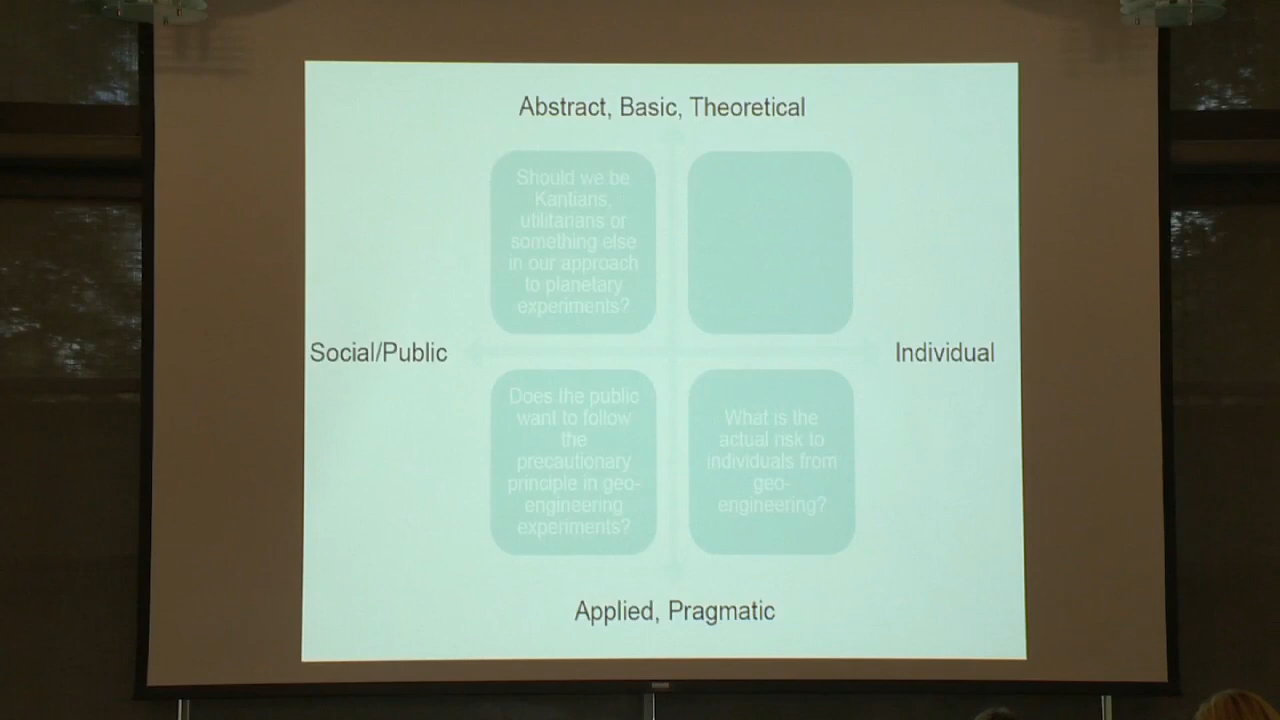 Abstract, Basic, Theoretical
Should we be
Kantians,
utilitarians or
something else
in our approach
to planetary
experiments?
Social/Public
Individual
Does the public
want to follow
the
precautionary
principle in geo-
engineering
experiments?
What is the
actual risk to
individuals from
geo-
engineering?
Applied, Pragmatic